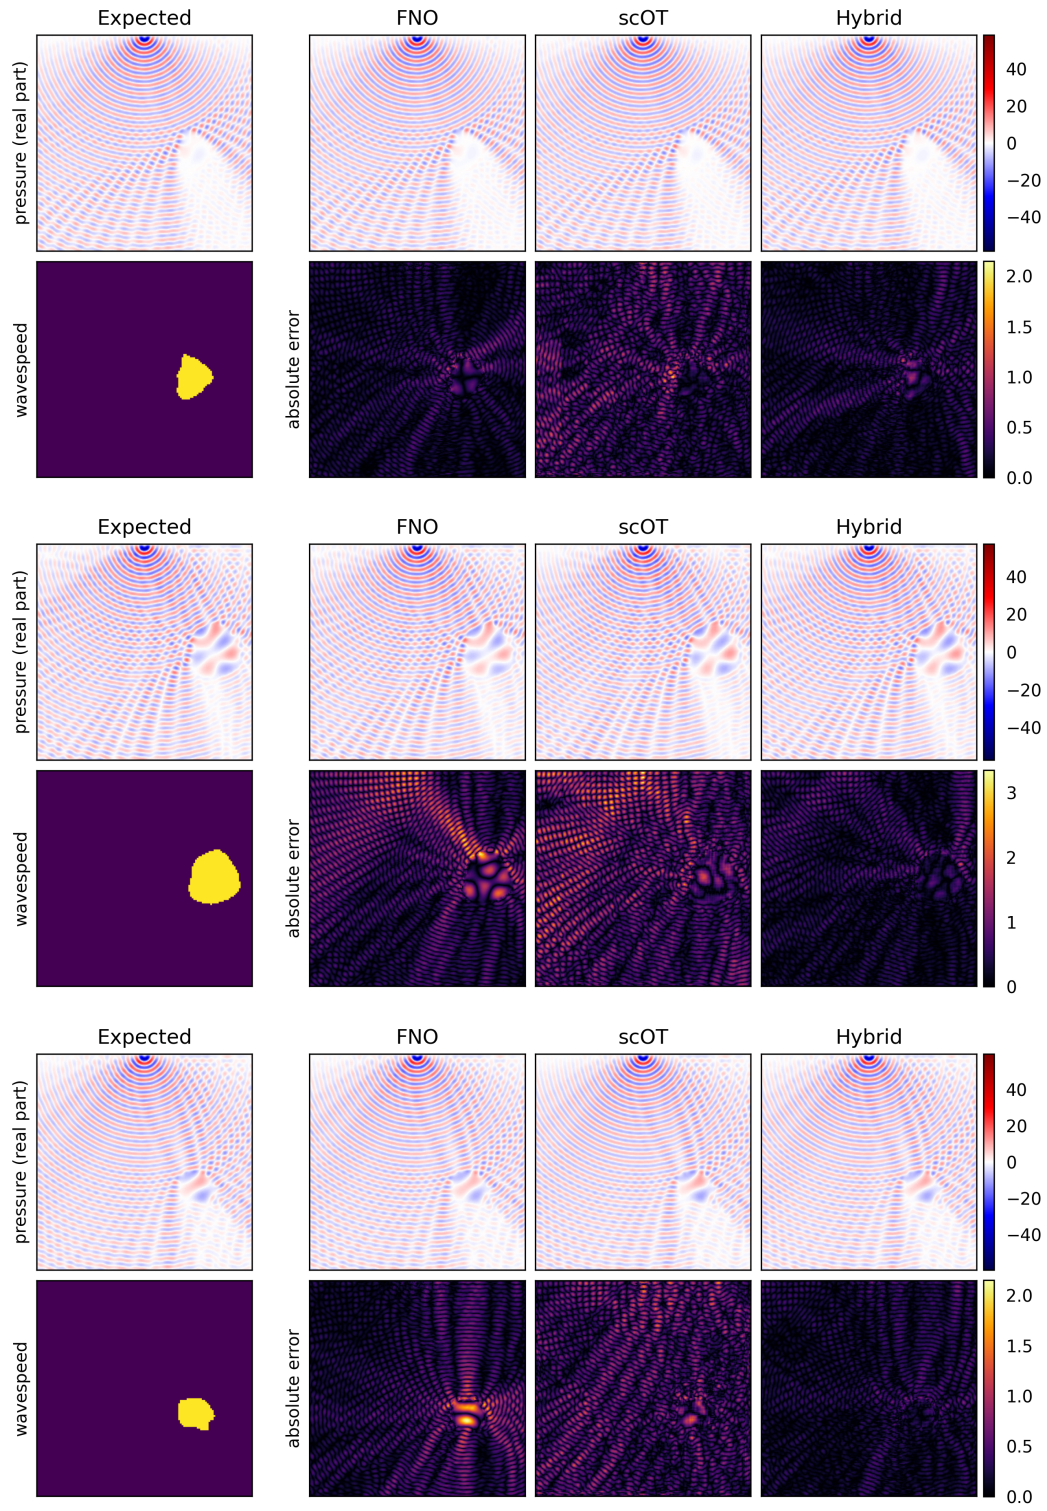 Expected FNO scOT Hybrid
pressure (real part)
40
20
0
−20
−40
wavespeed
absolute error
2.0
1.5
1.0
0.5
0.0
Expected FNO scOT Hybrid
pressure (real part)
40
20
0
−20
−40
wavespeed
absolute error
3
2
1
0
Expected FNO scOT Hybrid
pressure (real part)
40
20
0
−20
−40
wavespeed
absolute error
2.0
1.5
1.0
0.5
0.0